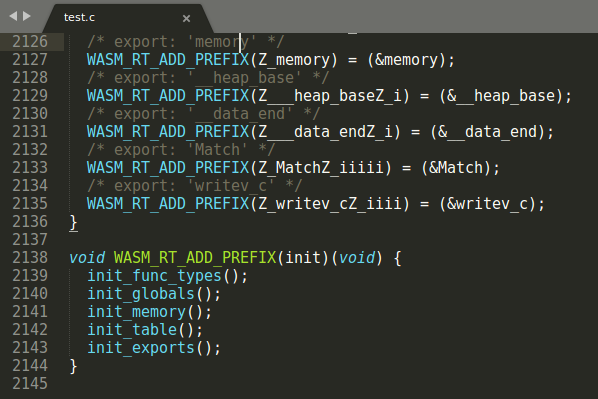 test.c ×
2126 /* export: 'memory' */
2127 WASM_RT_ADD_PREFIX(Z_memory) = (&memory);
2128 /* export: '__heap_base' */
2129 WASM_RT_ADD_PREFIX(Z___heap_baseZ_i) = (&__heap_base);
2130 /* export: '__data_end' */
2131 WASM_RT_ADD_PREFIX(Z___data_endZ_i) = (&__data_end);
2132 /* export: 'Match' */
2133 WASM_RT_ADD_PREFIX(Z_MatchZ_iiiii) = (&Match);
2134 /* export: 'writev_c' */
2135 WASM_RT_ADD_PREFIX(Z_writev_cZ_iiii) = (&writev_c);
2136 }
2137
2138 void WASM_RT_ADD_PREFIX(init)(void) {
2139 init_func_types();
2140 init_globals();
2141 init_memory();
2142 init_table();
2143 init_exports();
2144 }
2145